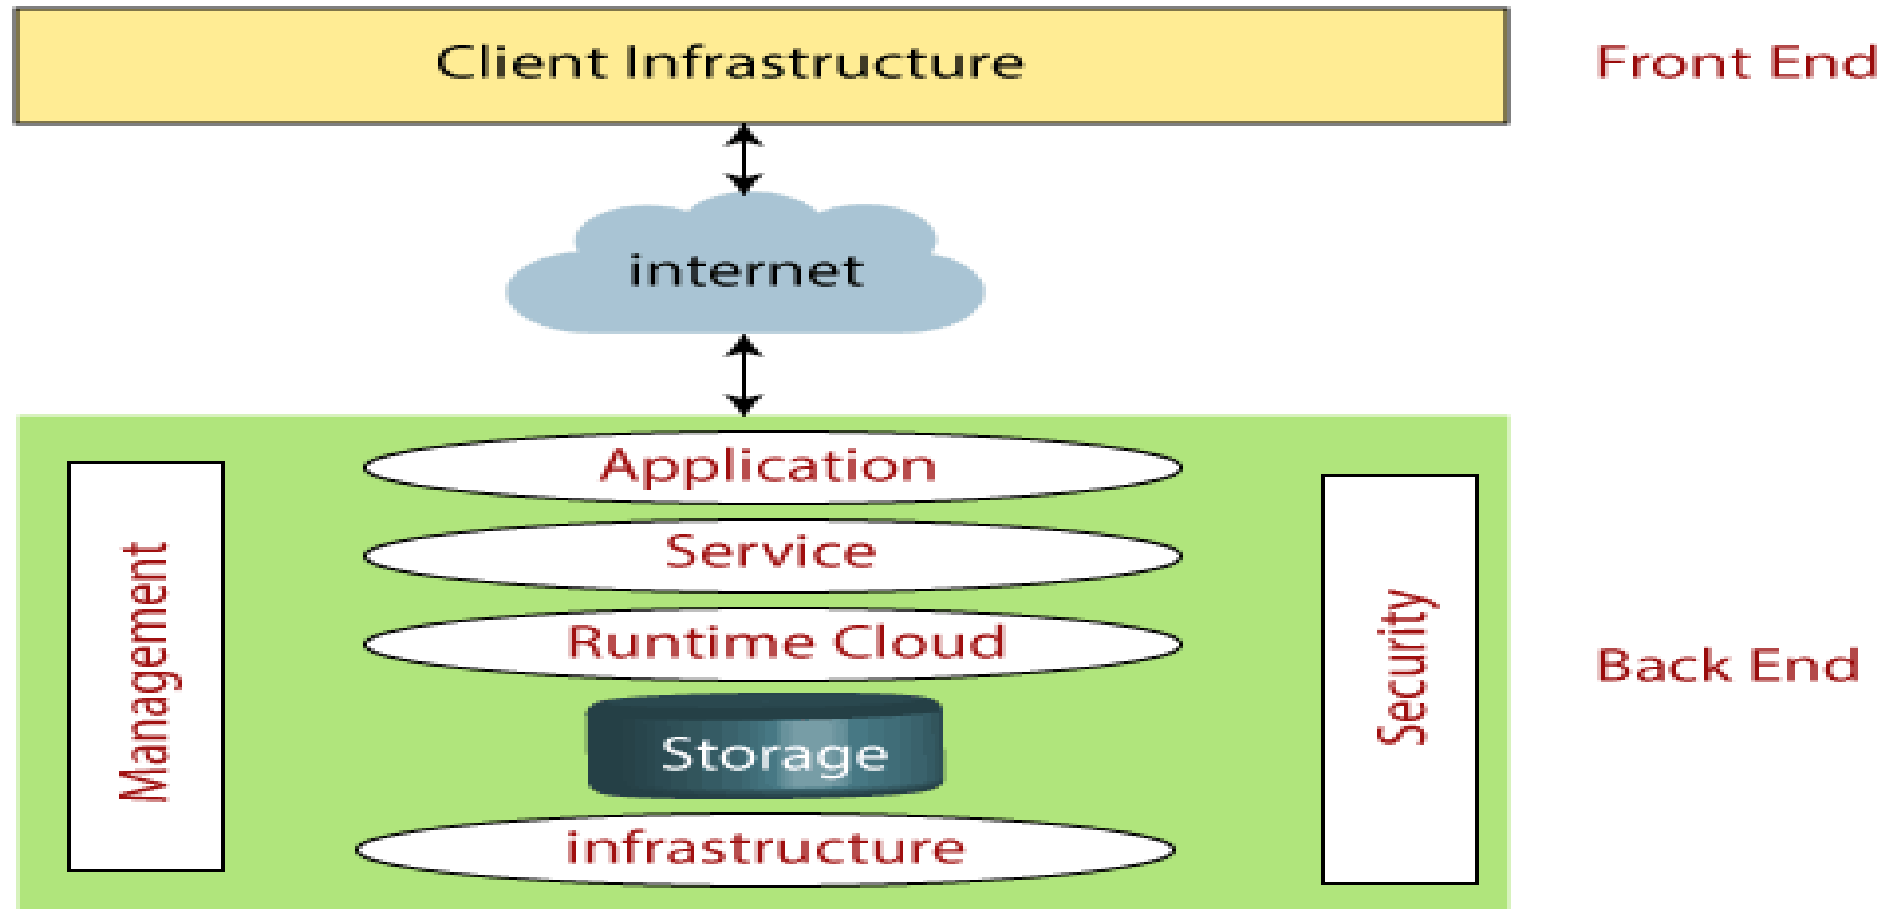 Client Infrastructure
Front End
internet
Application
Service
Runtime Cloud
Storage
infrastructure
Management
Security
Back End